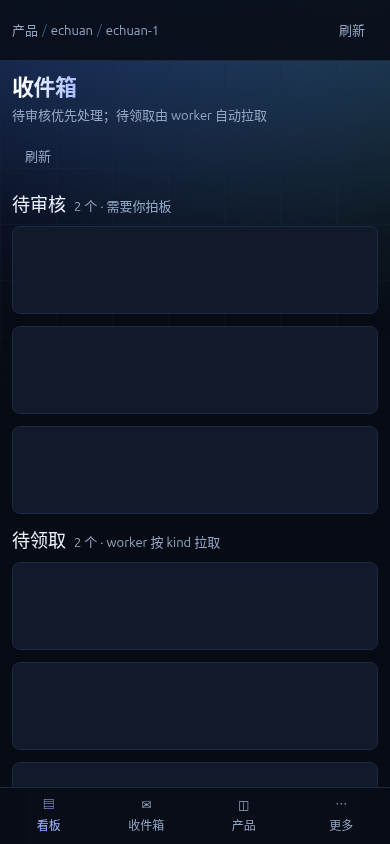 产品 / echuan / echuan-1
刷新
收件箱
待审核优先处理；待领取由 worker 自动拉取
刷新
待审核 2 个 · 需要你拍板
待领取 2 个 · worker 按 kind 拉取
看板
收件箱
产品
更多